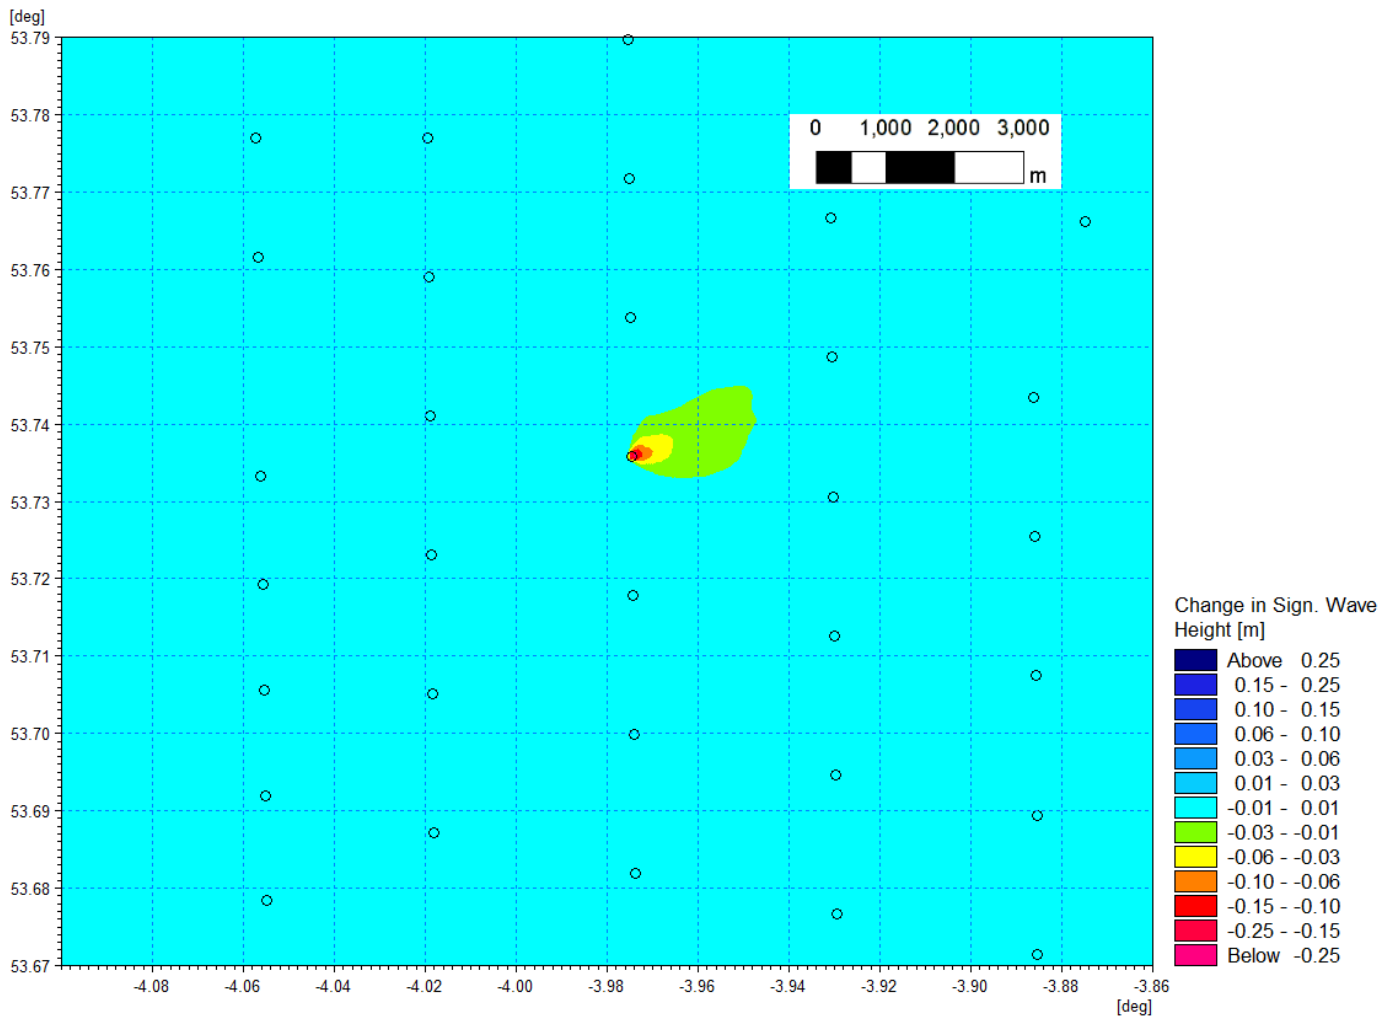 [deg]
53.79
53.78
53.77
53.76
53.75
53.74
53.73
53.72
53.71
53.70
53.69
53.68
53.67
0 1,000 2,000 3,000
m
-4.08 -4.06 -4.04 -4.02 -4.00 -3.98 -3.96 -3.94 -3.92 -3.90 -3.88 -3.86
[deg]
Change in Sign. Wave
Height [m]
Above 0.25
0.15 - 0.25
0.10 - 0.15
0.06 - 0.10
0.03 - 0.06
0.01 - 0.03
-0.01 - 0.01
-0.03 - -0.01
-0.06 - -0.03
-0.10 - -0.06
-0.15 - -0.10
-0.25 - -0.15
Below -0.25